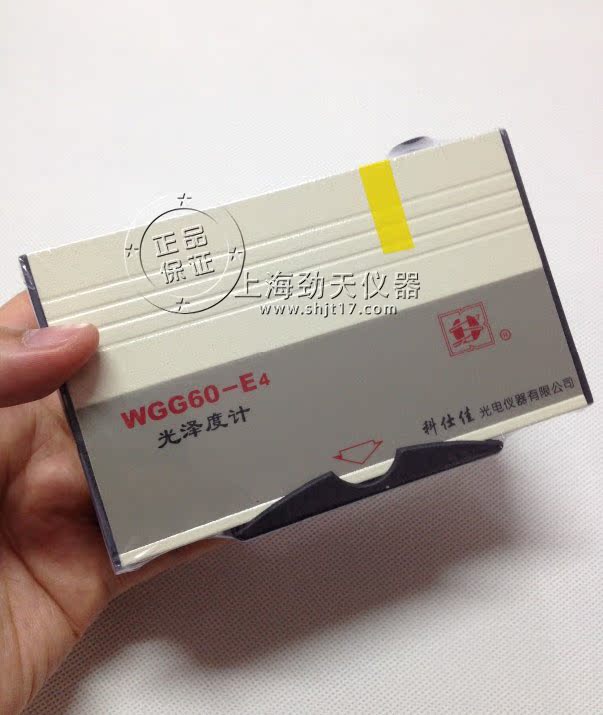 正品
保证
上海劲天仪器
www.shjt17.com
WGG60-E4
光泽度计
科仕佳 光电仪器有限公司
®